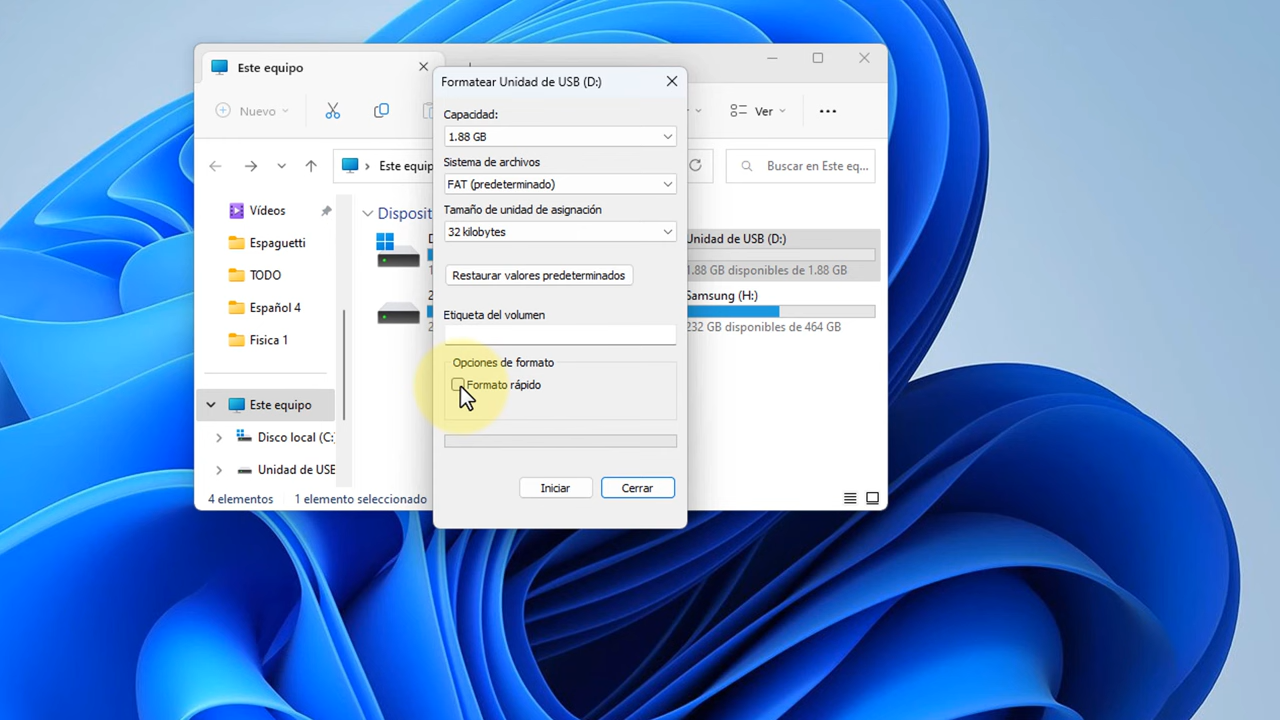 Este equipo
Formatear Unidad de USB (D:)
Nuevo
Ver
Capacidad:
1.88 GB
Este equip
Buscar en Este eq...
Sistema de archivos
FAT (predeterminado)
Tamaño de unidad de asignación
32 kilobytes
Restaurar valores predeterminados
Etiqueta del volumen
Opciones de formato
Formato rápido
Iniciar
Cerrar
Vídeos
Espaguetti
TODO
Español 4
Fisica 1
Este equipo
Disco local (C:
Unidad de USB
Disposit
Unidad de USB (D:)
1.88 GB disponibles de 1.88 GB
Samsung (H:)
232 GB disponibles de 464 GB
4 elementos
1 elemento seleccionado